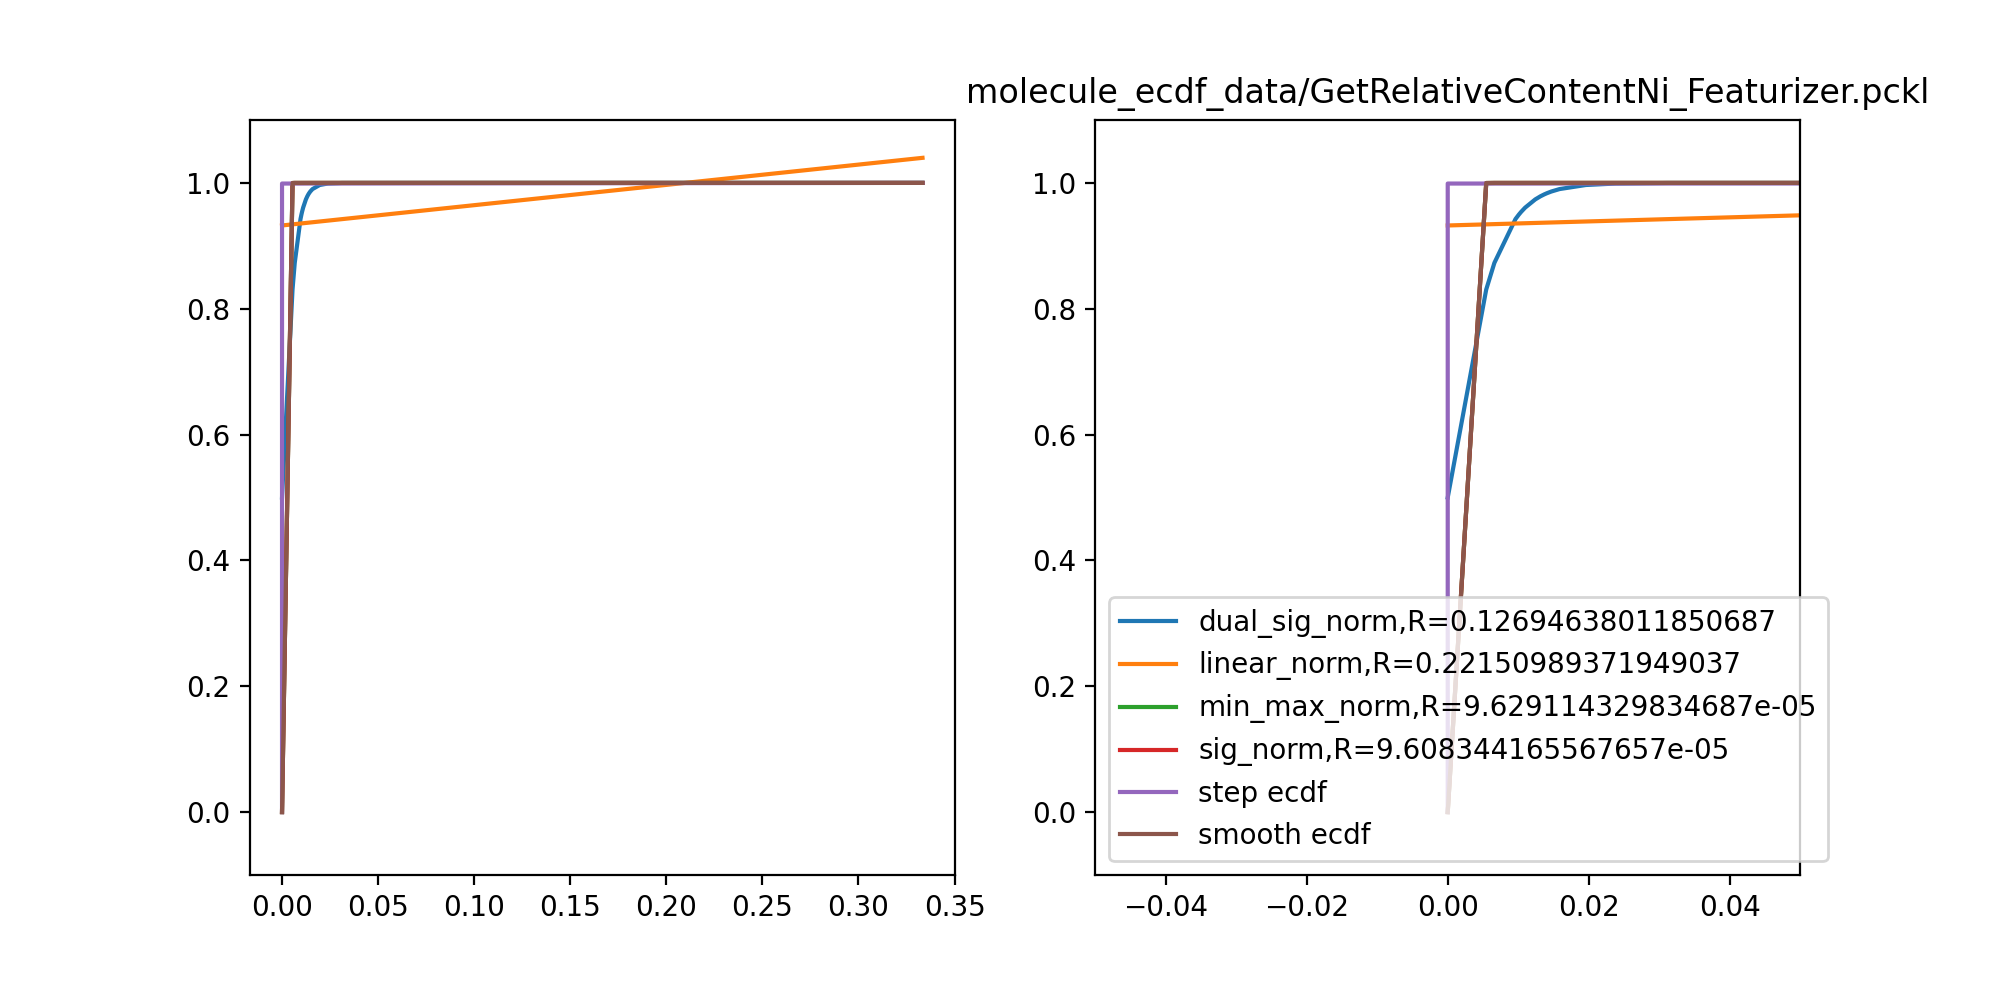 molecule_ecdf_data/GetRelativeContentNi_Featurizer.pckl
1.0
0.8
0.6
0.4
0.2
0.0
0.00 0.05 0.10 0.15 0.20 0.25 0.30 0.35
1.0
0.8
0.6
0.4
0.2
0.0
−0.04 −0.02 0.00 0.02 0.04
dual_sig_norm,R=0.12694638011850687
linear_norm,R=0.22150989371949037
min_max_norm,R=9.629114329834687e-05
sig_norm,R=9.608344165567657e-05
step ecdf
smooth ecdf